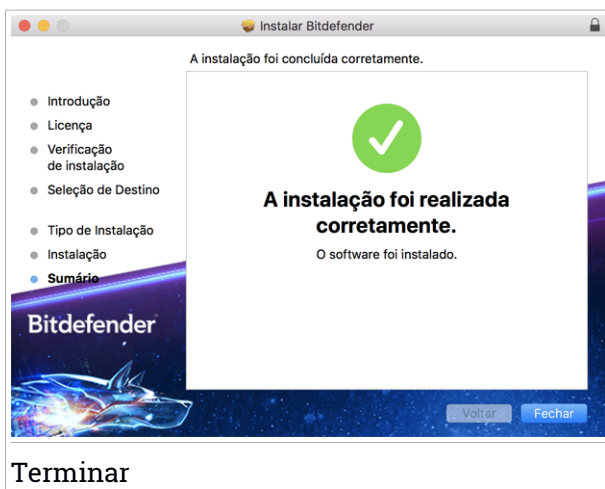 Instalar Bitdefender
A instalação foi concluída corretamente.
Introdução
Licença
Verificação
de instalação
Seleção de Destino
Tipo de Instalação
Instalação
Sumário
Bitdefender
A instalação foi realizada
corretamente.
O software foi instalado.
Voltar
Fechar
Terminar